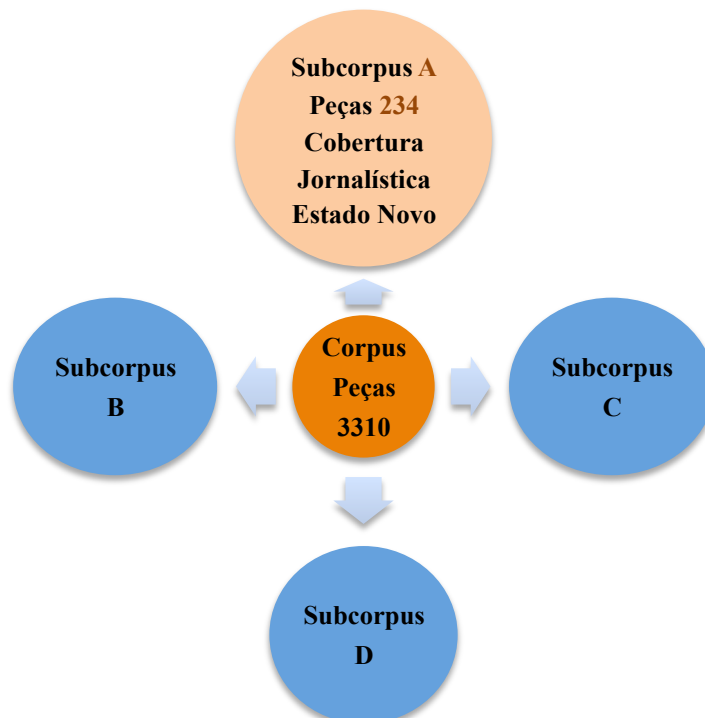 Subcorpus A
Peças 234
Cobertura
Jornalística
Estado Novo
Subcorpus
B
Corpus
Peças
3310
Subcorpus
C
Subcorpus
D